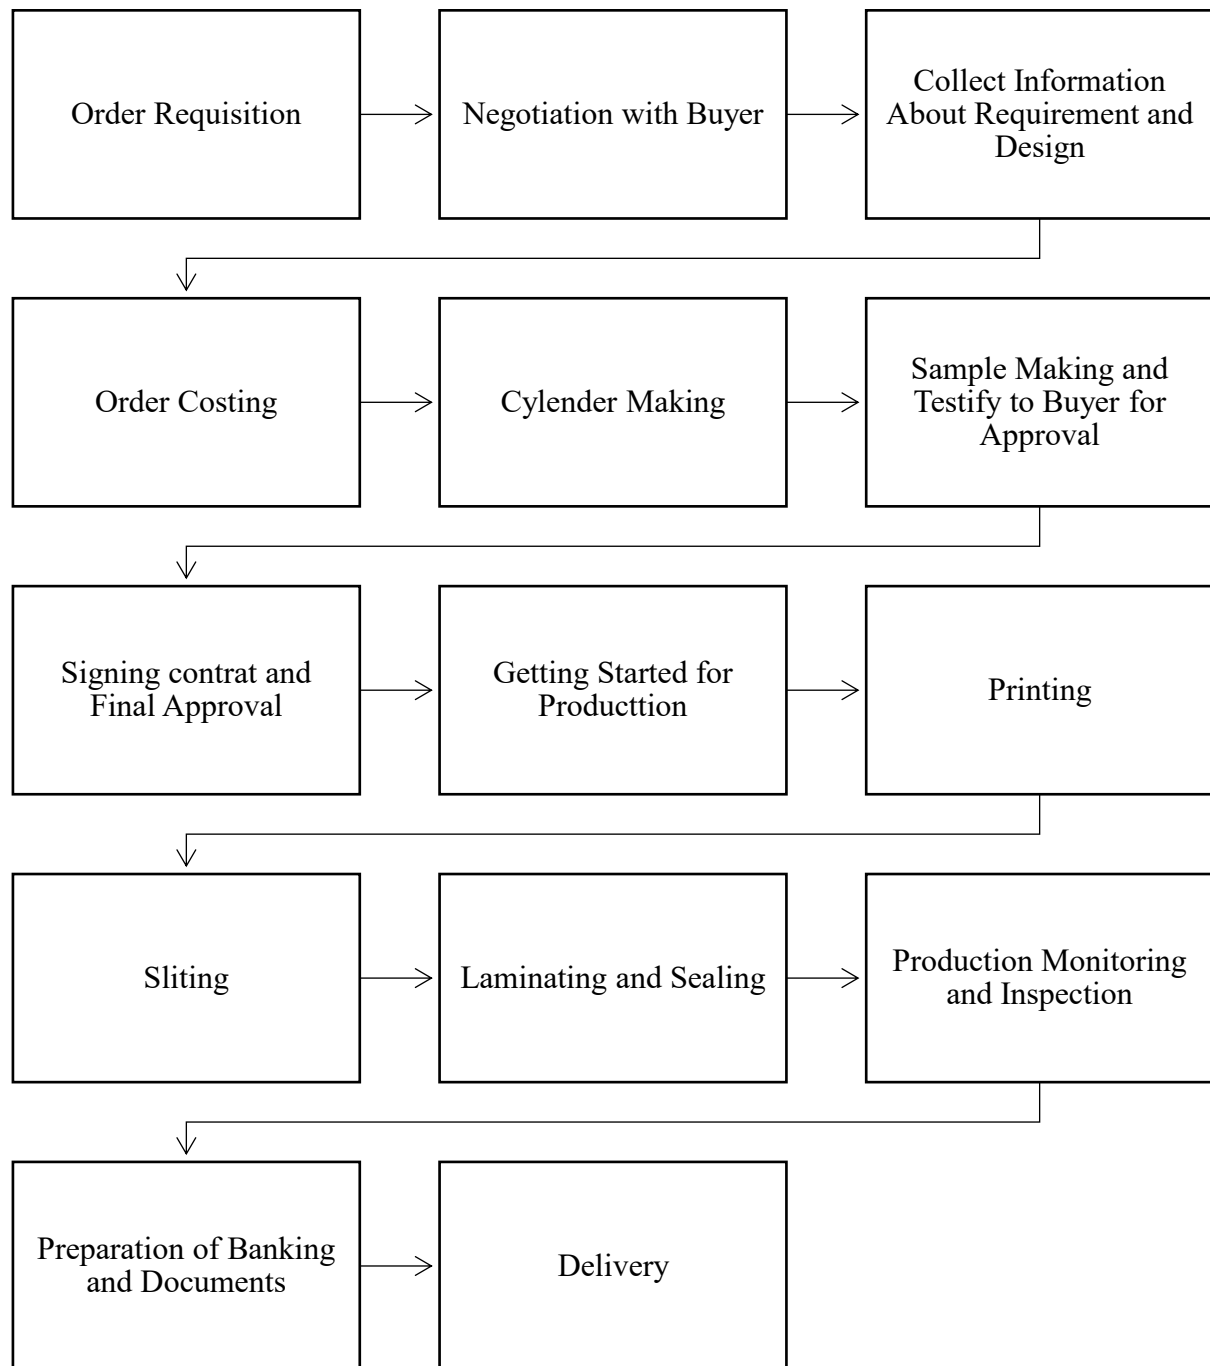 Order Requisition
Negotiation with Buyer
Collect Information
About Requirement and
Design
Order Costing
Cylender Making
Sample Making and
Testify to Buyer for
Approval
Signing contrat and
Final Approval
Getting Started for
Producttion
Printing
Sliting
Laminating and Sealing
Production Monitoring
and Inspection
Preparation of Banking
and Documents
Delivery